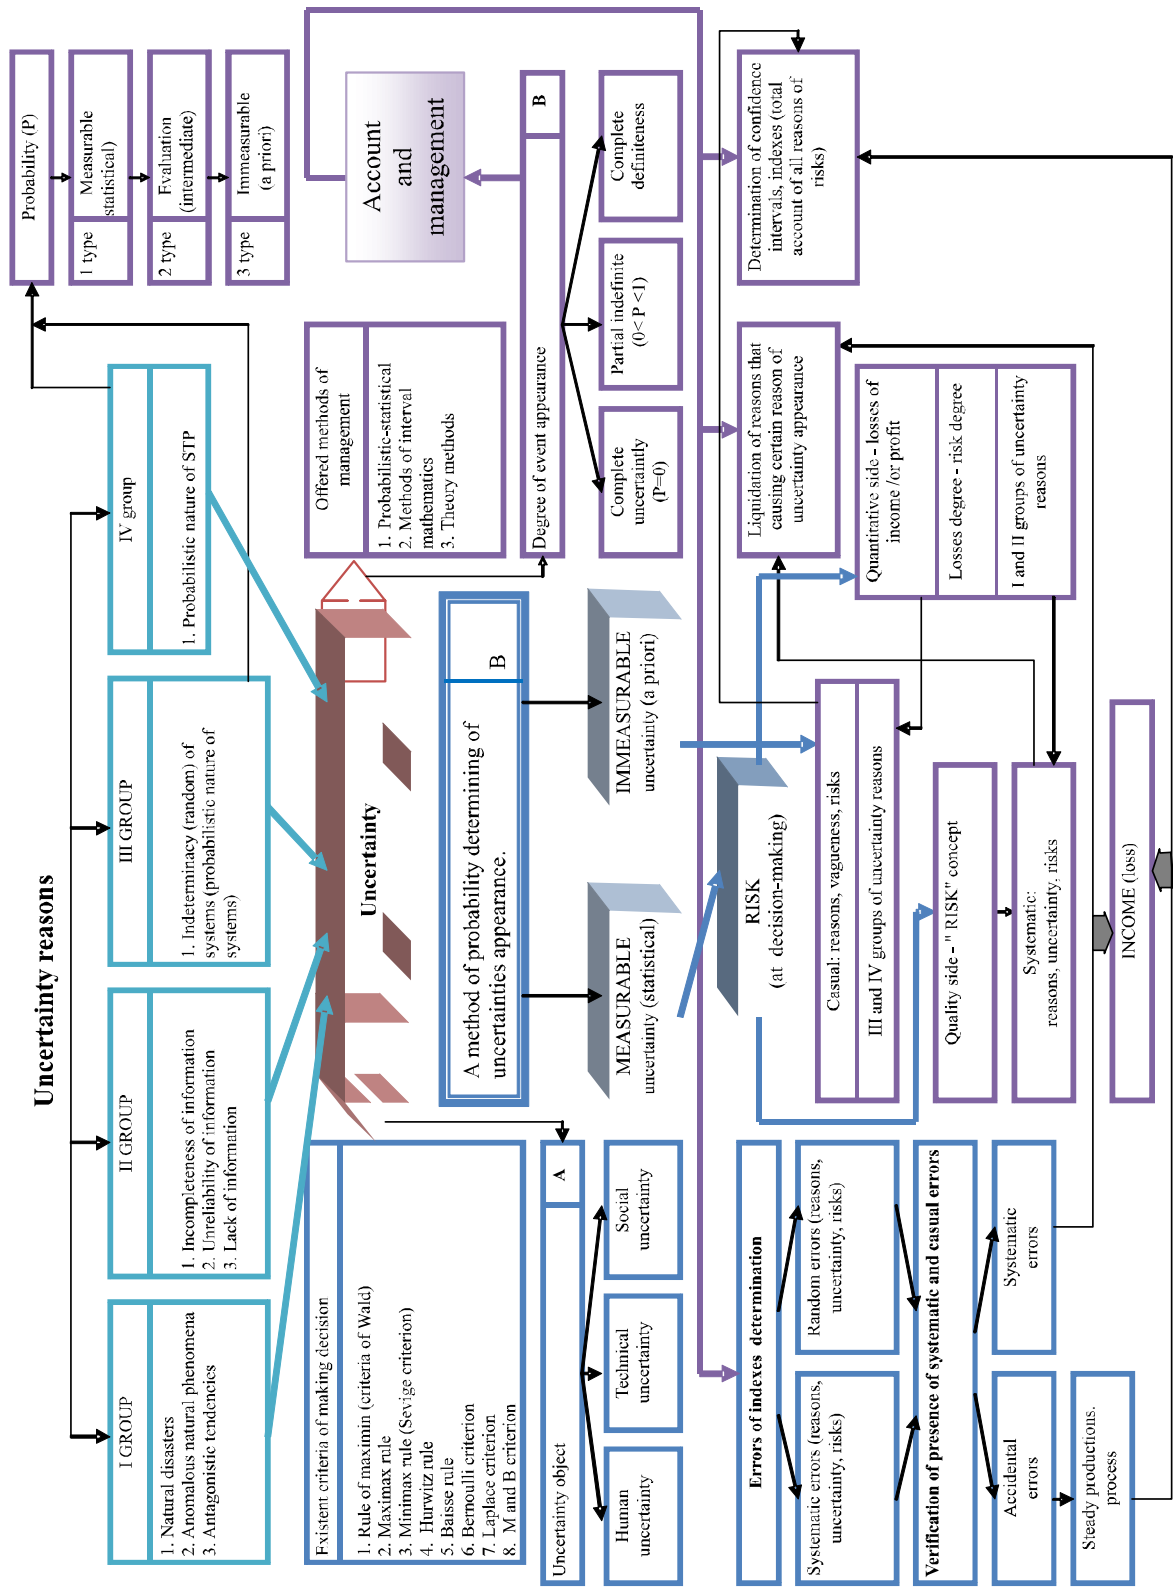 Uncertainty reasons
I GROUP
1. Natural disasters
2. Anomalous natural phenomena
3. Antagonistic tendencies
II GROUP
1. Incompleteness of information
2. Unreliability of information
3. Lack of information
III GROUP
1. Indeterminacy (random) of
systems (probabilistic nature of
systems)
IV group
1. Probabilistic nature of STP
Probability (P)
1 type
Measurable
statistical)
2 type
Evaluation
(intermediate)
3 type
Immeasurable
(a priori)
Existent criteria of making decision
1. Rule of maximin (criteria of Wald)
2. Maximax rule
3. Minimax rule (Sevige criterion)
4. Hurwitz rule
5. Baisse rule
6. Bernoulli criterion
7. Laplace criterion
8. M and B criterion
Uncertainty
Offered methods of
management
1. Probabilistic-statistical
2. Methods of interval
mathematics
3. Theory methods
Account
and
management
A method of probability determining of
uncertainties appearance.
B
Uncertainty object
A
Human
uncertainty
Technical
uncertainty
Social
uncertainty
Degree of event appearance
B
Complete
uncertaintly
(P=0)
Partial indefinite
(0< P <1)
Complete
definiteness
MEASURABLE
uncertainty (statistical)
IMMEASURABLE
uncertainty (a priori)
RISK
(at decision-making)
Errors of indexes determination
Systematic errors (reasons,
uncertainty, risks)
Random errors (reasons,
uncertainty, risks)
Verification of presence of systematic and casual errors
Accidental
errors
Systematic
errors
Steady productions.
process
Casual: reasons, vagueness, risks
III and IV groups of uncertainty reasons
Quality side - " RISK" concept
Systematic:
reasons, uncertainty, risks
INCOME (loss)
Liquidation of reasons that
causing certain reason of
uncertainty appearance
Quantitative side - losses of
income /or profit
Losses degree - risk degree
I and II groups of uncertainty
reasons
Determination of confidence
intervals, indexes (total
account of all reasons of
risks)